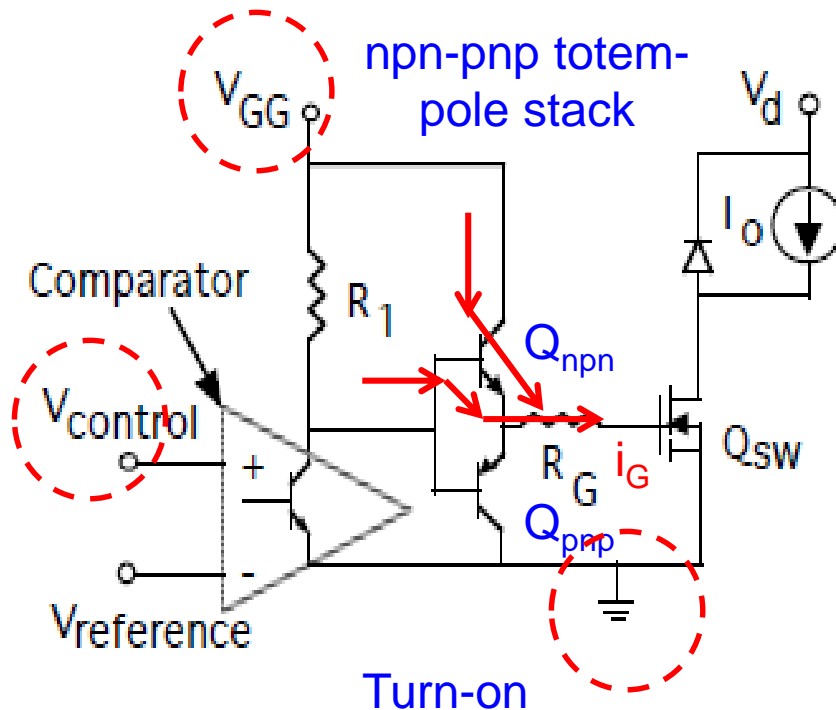 npn-pnp totem-
pole stack
VGG
Vd
Io
Comparator
R1
Qnpn
Vcontrol
+
RG
iG
QSW
Qpnp
-
Vreference
Turn-on